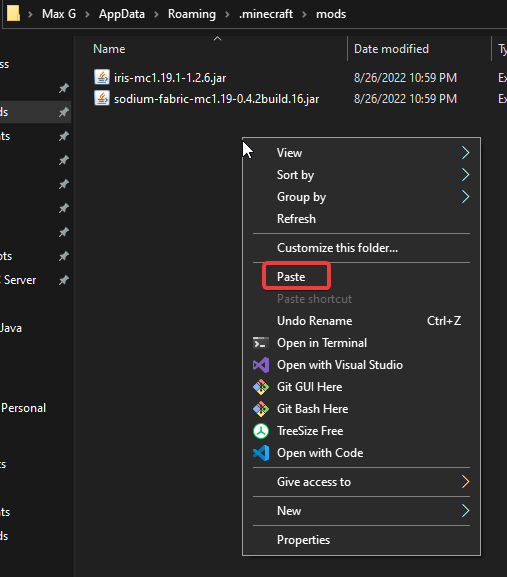 Max G > AppData > Roaming > .minecraft > mods
Name
Date modified
Ty
ss
iris-mc1.19.1-1.2.6.jar
8/26/2022 10:59 PM
Ex
ds
sodium-fabric-mc1.19-0.4.2build.16.jar
8/26/2022 10:59 PM
Ex
ts
View
Sort by
Group by
Refresh
ots
Customize this folder...
C Server
Paste
Paste shortcut
Java
Undo Rename
Ctrl+Z
Open in Terminal
Open with Visual Studio
Git GUI Here
Personal
Git Bash Here
TreeSize Free
Open with Code
ts
Give access to
nts
New
ds
Properties